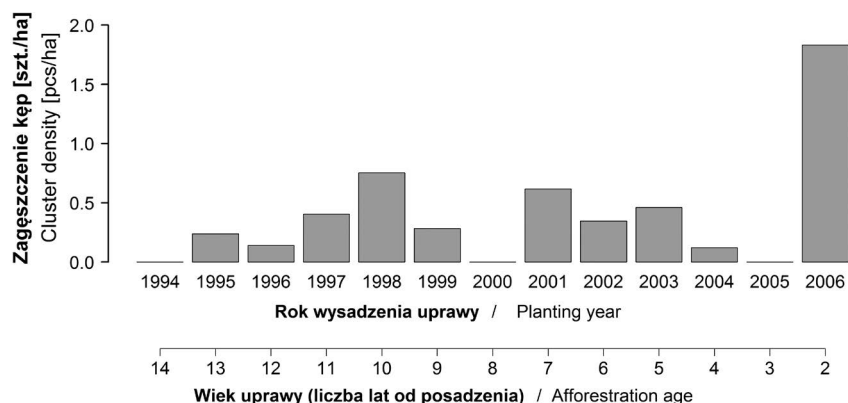 Zagęszczenie kęp [szt./ha]
Cluster density [pcs/ha]
2.0
1.5
1.0
0.5
0.0
1994 1995 1996 1997 1998 1999 2000 2001 2002 2003 2004 2005 2006
Rok wysadzenia uprawy / Planting year
14 13 12 11 10 9 8 7 6 5 4 3 2
Wiek uprawy (liczba lat od posadzenia) / Afforestration age